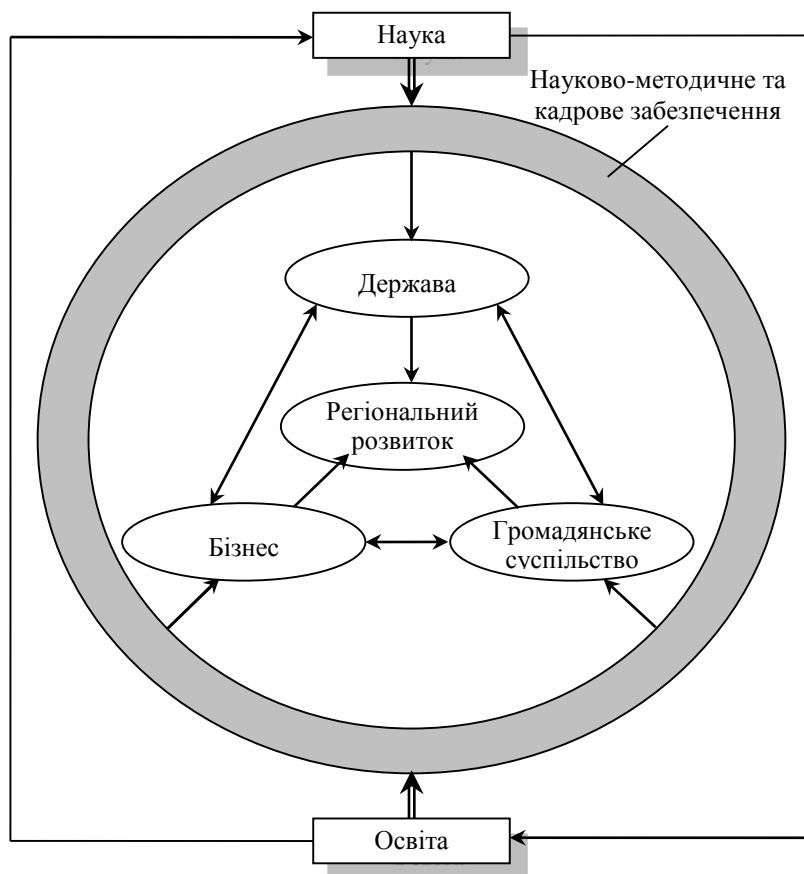 Наука
Науково-методичне та
кадрове забезпечення
Держава
Регіональний
розвиток
Бізнес
Громадянське
суспільство
Освіта